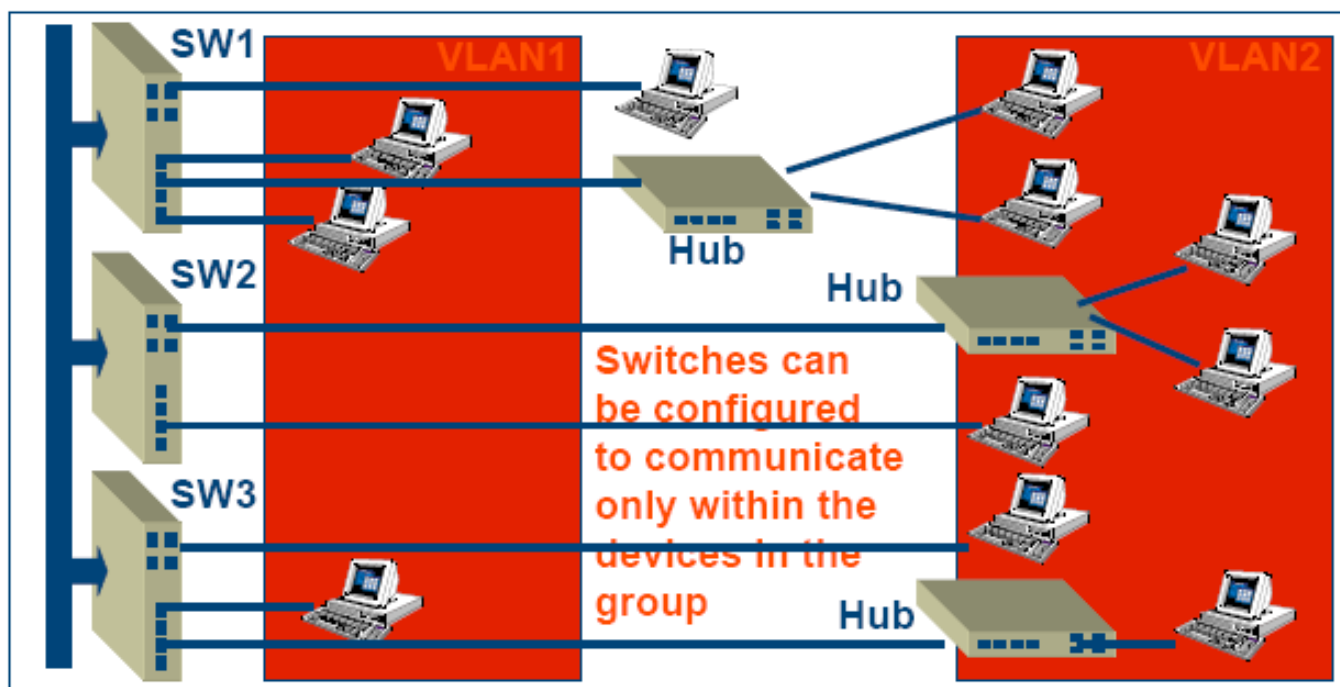 SW1
VLAN1
VLAN2
Hub
SW2
Hub
Switches can
be configured
to communicate
only within the
devices in the
group
SW3
Hub